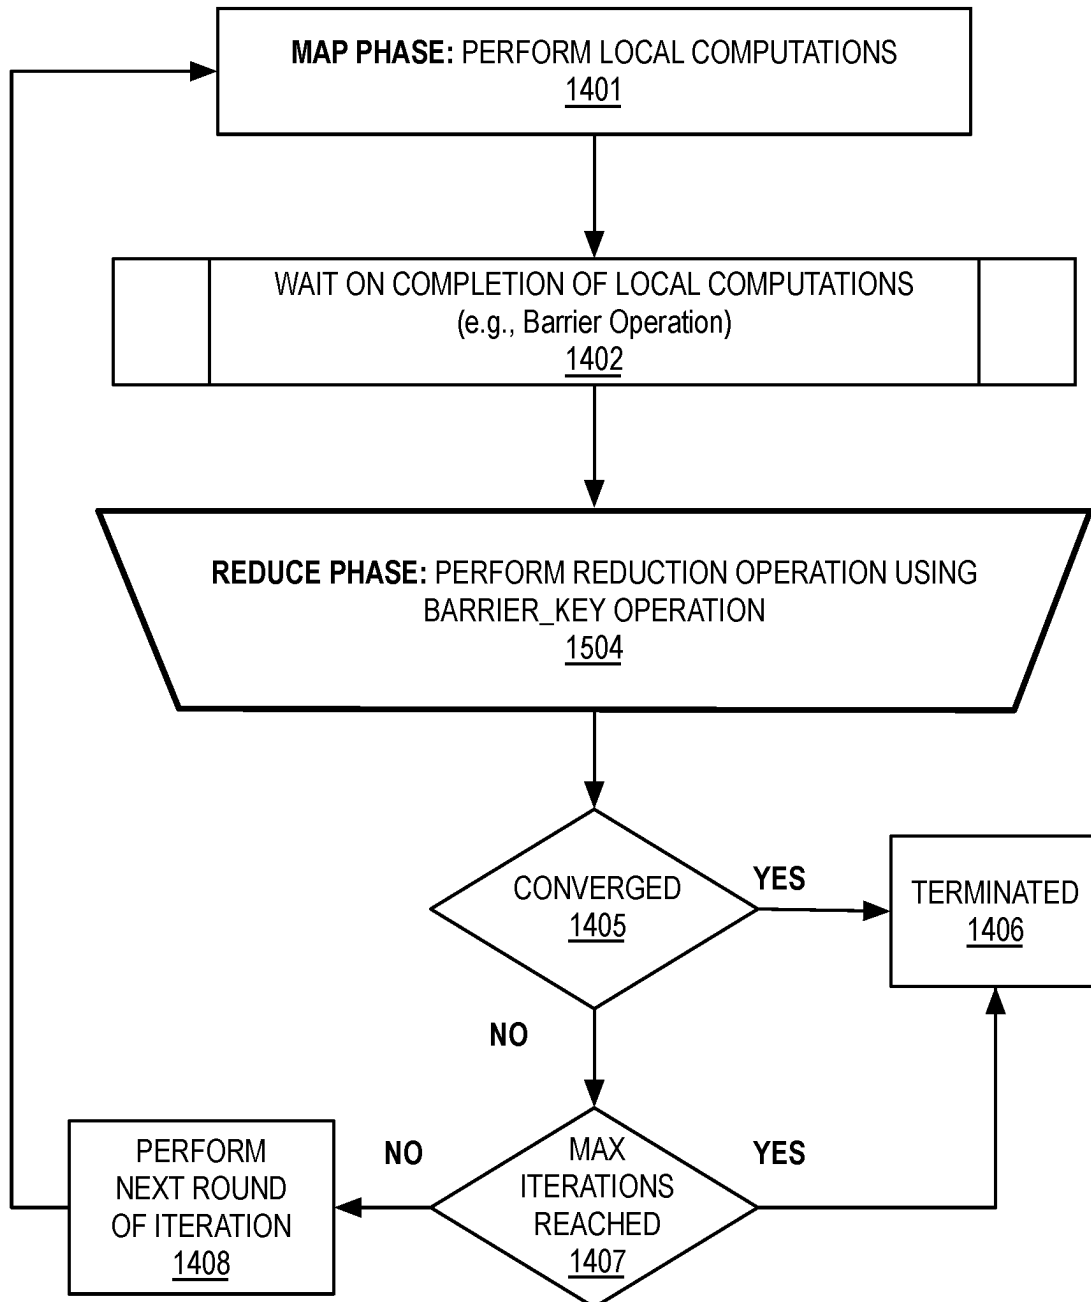 MAP PHASE: PERFORM LOCAL COMPUTATIONS
1401
WAIT ON COMPLETION OF LOCAL COMPUTATIONS
(e.g., Barrier Operation)
1402
REDUCE PHASE: PERFORM REDUCTION OPERATION USING
BARRIER_KEY OPERATION
1504
CONVERGED
1405
YES
TERMINATED
1406
NO
MAX
ITERATIONS
REACHED
1407
YES
NO
PERFORM
NEXT ROUND
OF ITERATION
1408